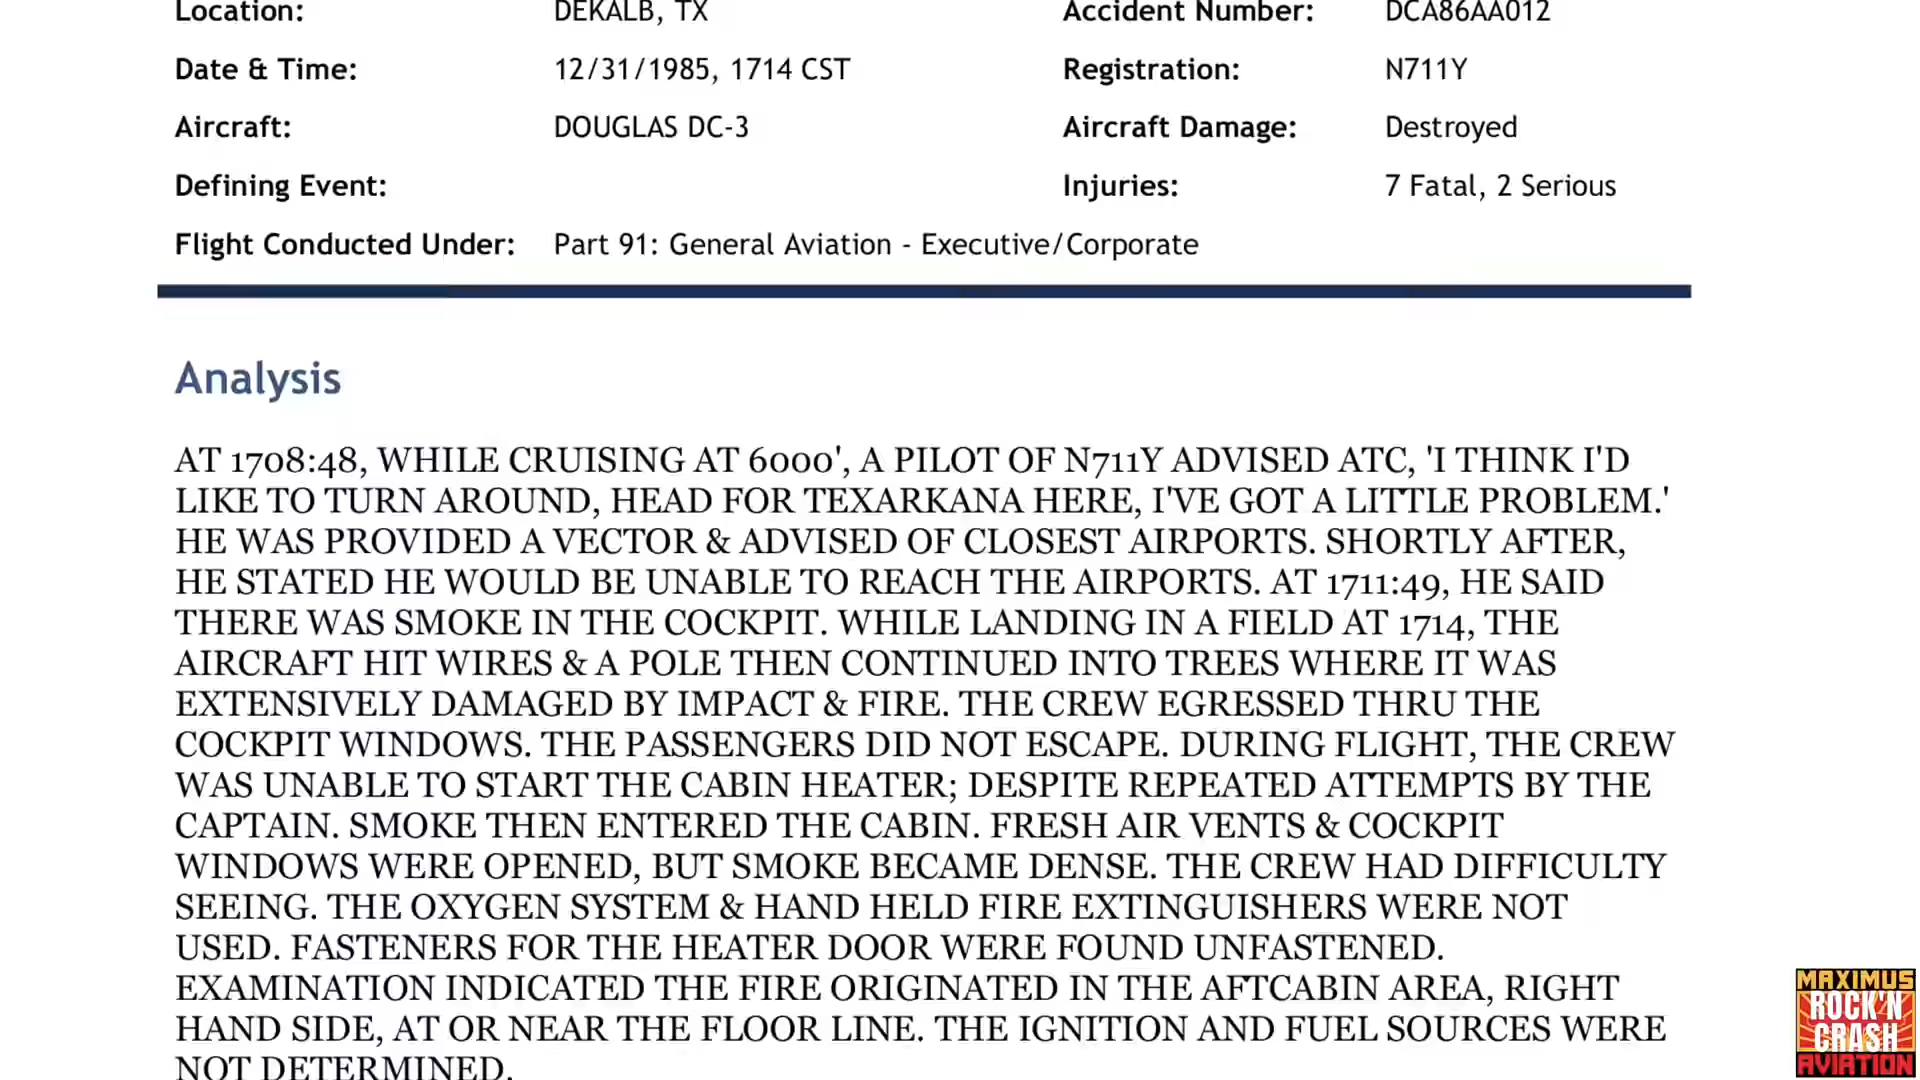 Location: DEKALB, TX Accident Number: DCA86AA012
Date & Time: 12/31/1985, 1714 CST Registration: N711Y
Aircraft: DOUGLAS DC-3 Aircraft Damage: Destroyed
Defining Event: Injuries: 7 Fatal, 2 Serious
Flight Conducted Under: Part 91: General Aviation - Executive/Corporate
Analysis
AT 1708:48, WHILE CRUISING AT 6000', A PILOT OF N711Y ADVISED ATC, 'I THINK I'D
LIKE TO TURN AROUND, HEAD FOR TEXARKANA HERE, I'VE GOT A LITTLE PROBLEM.'
HE WAS PROVIDED A VECTOR & ADVISED OF CLOSEST AIRPORTS. SHORTLY AFTER,
HE STATED HE WOULD BE UNABLE TO REACH THE AIRPORTS. AT 1711:49, HE SAID
THERE WAS SMOKE IN THE COCKPIT. WHILE LANDING IN A FIELD AT 1714, THE
AIRCRAFT HIT WIRES & A POLE THEN CONTINUED INTO TREES WHERE IT WAS
EXTENSIVELY DAMAGED BY IMPACT & FIRE. THE CREW EGRESSED THRU THE
COCKPIT WINDOWS. THE PASSENGERS DID NOT ESCAPE. DURING FLIGHT, THE CREW
WAS UNABLE TO START THE CABIN HEATER; DESPITE REPEATED ATTEMPTS BY THE
CAPTAIN. SMOKE THEN ENTERED THE CABIN. FRESH AIR VENTS & COCKPIT
WINDOWS WERE OPENED, BUT SMOKE BECAME DENSE. THE CREW HAD DIFFICULTY
SEEING. THE OXYGEN SYSTEM & HAND HELD FIRE EXTINGUISHERS WERE NOT
USED. FASTENERS FOR THE HEATER DOOR WERE FOUND UNFASTENED.
EXAMINATION INDICATED THE FIRE ORIGINATED IN THE AFTCABIN AREA, RIGHT
HAND SIDE, AT OR NEAR THE FLOOR LINE. THE IGNITION AND FUEL SOURCES WERE
NOT DETERMINED.
MAXIMUS
ROCK'N
CRASH
AVIATION